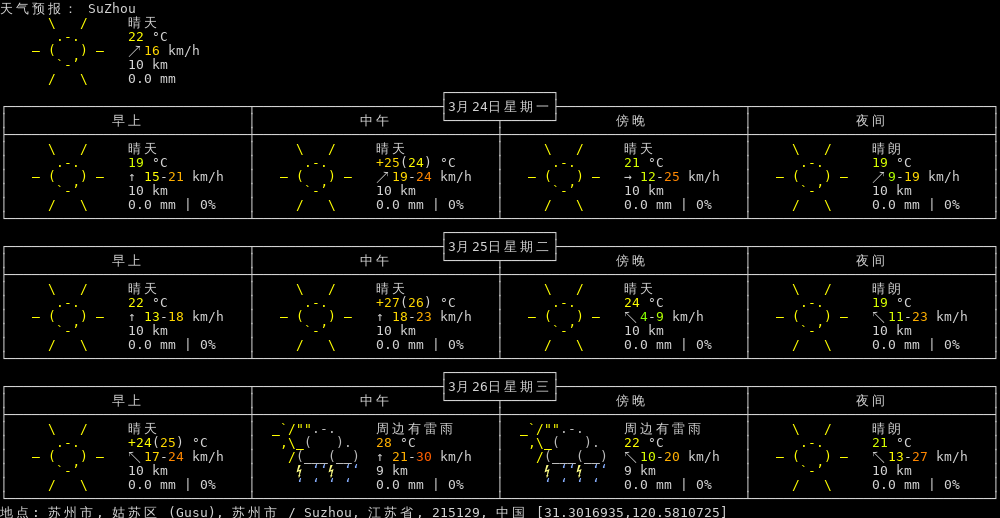 天气预报： SuZhou
晴天
22 °C
↗ 16 km/h
10 km
0.0 mm
3月24日星期一
早上 中午 傍晚 夜间
晴天 晴天 晴天 晴朗
19 °C +25(24) °C 21 °C 19 °C
↑ 15-21 km/h ↗ 19-24 km/h → 12-25 km/h ↗ 9-19 km/h
10 km 10 km 10 km 10 km
0.0 mm | 0% 0.0 mm | 0% 0.0 mm | 0% 0.0 mm | 0%
3月25日星期二
早上 中午 傍晚 夜间
晴天 晴天 晴天 晴朗
22 °C +27(26) °C 24 °C 19 °C
↑ 13-18 km/h ↑ 18-23 km/h ↖ 4-9 km/h ↖ 11-23 km/h
10 km 10 km 10 km 10 km
0.0 mm | 0% 0.0 mm | 0% 0.0 mm | 0% 0.0 mm | 0%
3月26日星期三
早上 中午 傍晚 夜间
晴天 周边有雷雨 周边有雷雨 晴朗
+24(25) °C 28 °C 22 °C 21 °C
↖ 17-24 km/h ↑ 21-30 km/h ↖ 10-20 km/h ↖ 13-27 km/h
10 km 9 km 9 km 10 km
0.0 mm | 0% 0.0 mm | 0% 0.0 mm | 0% 0.0 mm | 0%
地点: 苏州市, 姑苏区 (Gusu), 苏州市 / Suzhou, 江苏省, 215129, 中国 [31.3016935,120.5810725]